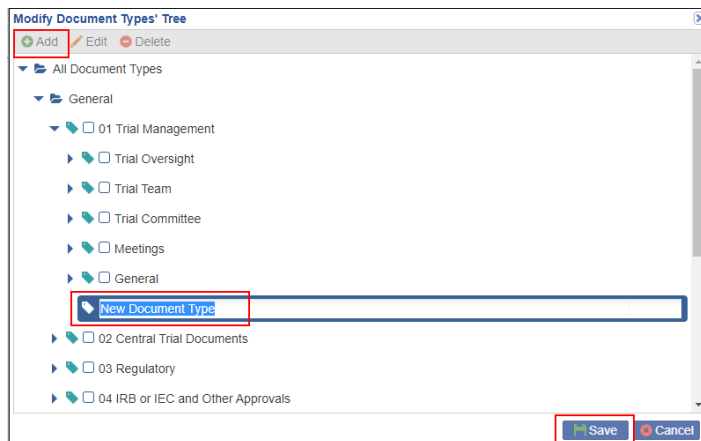 Modify Document Types' Tree
Add Edit Delete
All Document Types
General
01 Trial Management
Trial Oversight
Trial Team
Trial Committee
Meetings
General
New Document Type
02 Central Trial Documents
03 Regulatory
04 IRB or IEC and Other Approvals
Save Cancel